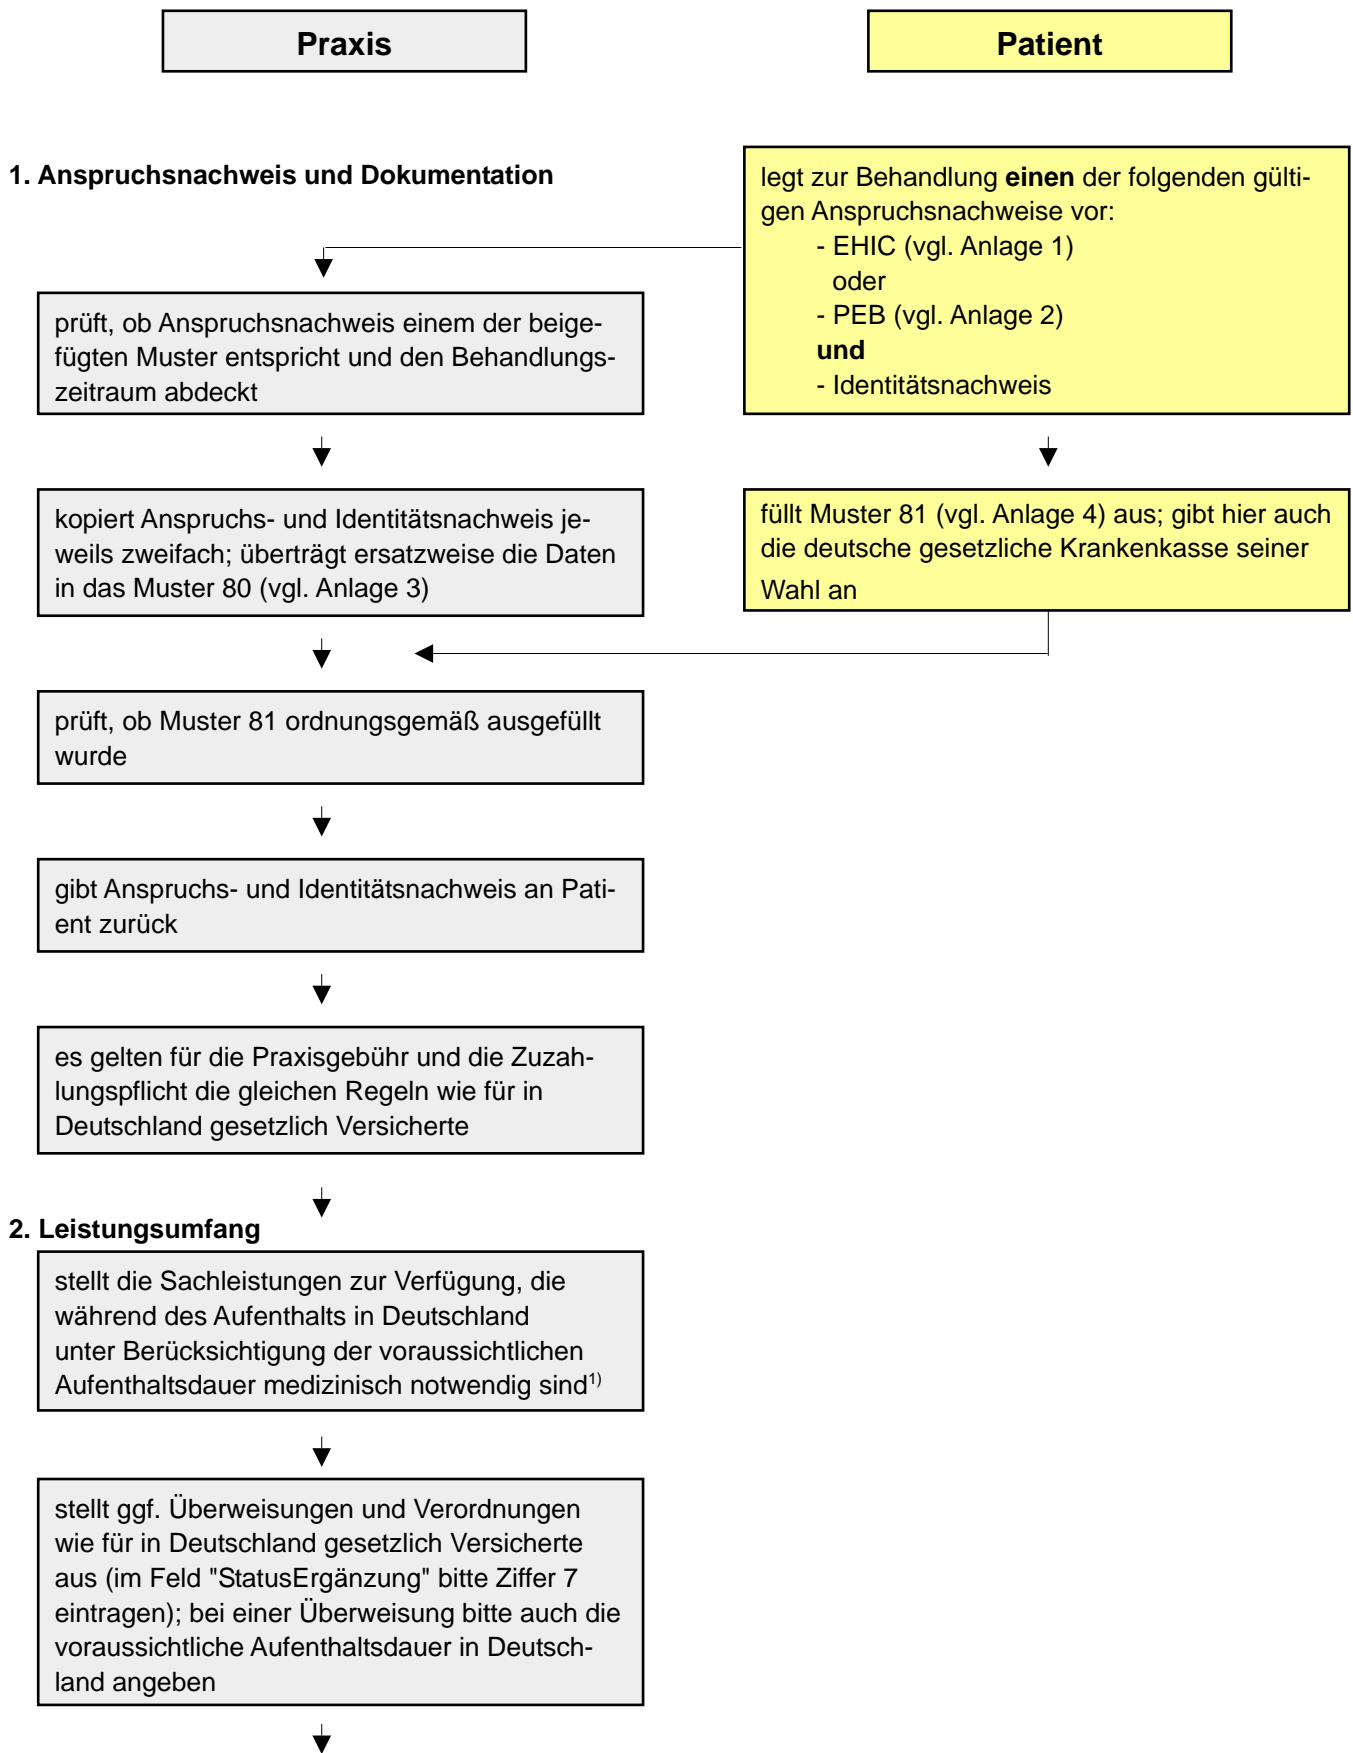 Praxis
Patient
1. Anspruchsnachweis und Dokumentation
legt zur Behandlung einen der folgenden gülti-
gen Anspruchsnachweise vor:
- EHIC (vgl. Anlage 1)
oder
- PEB (vgl. Anlage 2)
und
- Identitätsnachweis
prüft, ob Anspruchsnachweis einem der beige-
fügten Muster entspricht und den Behandlungs-
zeitraum abdeckt
kopiert Anspruchs- und Identitätsnachweis je-
weils zweifach; überträgt ersatzweise die Daten
in das Muster 80 (vgl. Anlage 3)
füllt Muster 81 (vgl. Anlage 4) aus; gibt hier auch
die deutsche gesetzliche Krankenkasse seiner
Wahl an
prüft, ob Muster 81 ordnungsgemäß ausgefüllt
wurde
gibt Anspruchs- und Identitätsnachweis an Pati-
ent zurück
es gelten für die Praxisgebühr und die Zuzah-
lungspflicht die gleichen Regeln wie für in
Deutschland gesetzlich Versicherte
2. Leistungsumfang
stellt die Sachleistungen zur Verfügung, die
während des Aufenthalts in Deutschland
unter Berücksichtigung der voraussichtlichen
Aufenthaltsdauer medizinisch notwendig sind1)
stellt ggf. Überweisungen und Verordnungen
wie für in Deutschland gesetzlich Versicherte
aus (im Feld "StatusErgänzung" bitte Ziffer 7
eintragen); bei einer Überweisung bitte auch die
voraussichtliche Aufenthaltsdauer in Deutsch-
land angeben